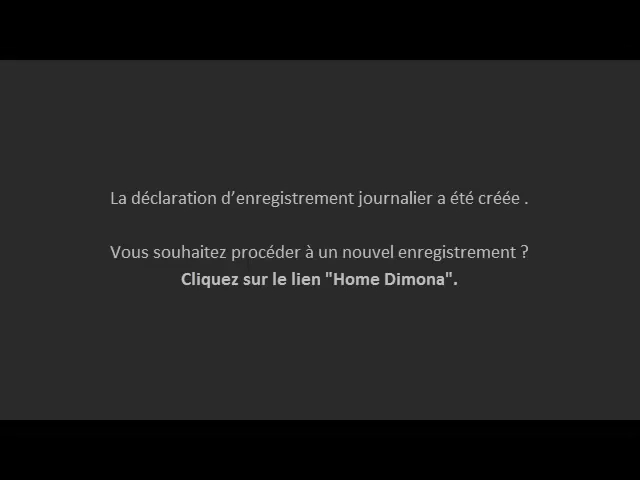 La déclaration d’enregistrement journalier a été créée .
Vous souhaitez procéder à un nouvel enregistrement ?
Cliquez sur le lien "Home Dimona".